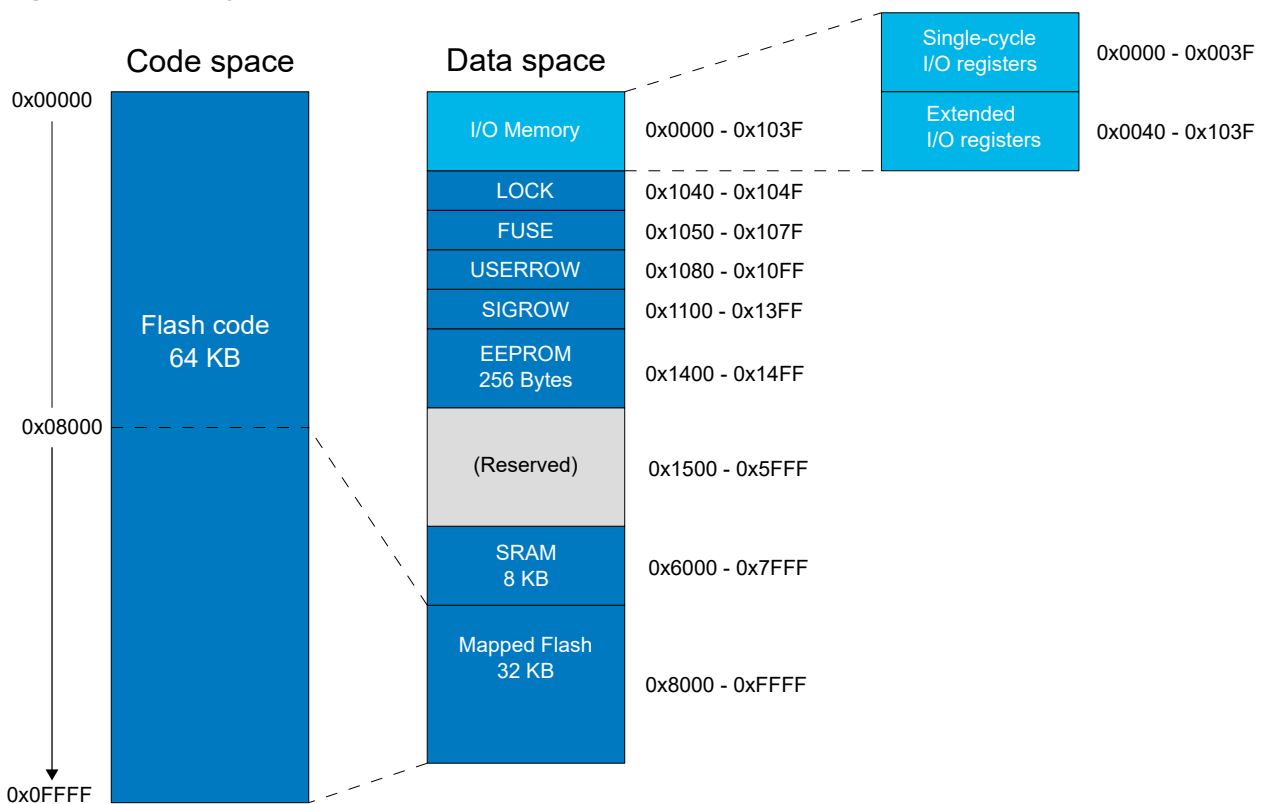 Code space
0x00000
Flash code
64 KB
0x08000
0x0FFFF
Data space
I/O Memory
0x0000 - 0x103F
LOCK
0x1040 - 0x104F
FUSE
0x1050 - 0x107F
USERROW
0x1080 - 0x10FF
SIGROW
0x1100 - 0x13FF
EEPROM
256 Bytes
0x1400 - 0x14FF
(Reserved)
0x1500 - 0x5FFF
SRAM
8 KB
0x6000 - 0x7FFF
Mapped Flash
32 KB
0x8000 - 0xFFFF
Single-cycle
I/O registers
0x0000 - 0x003F
Extended
I/O registers
0x0040 - 0x103F